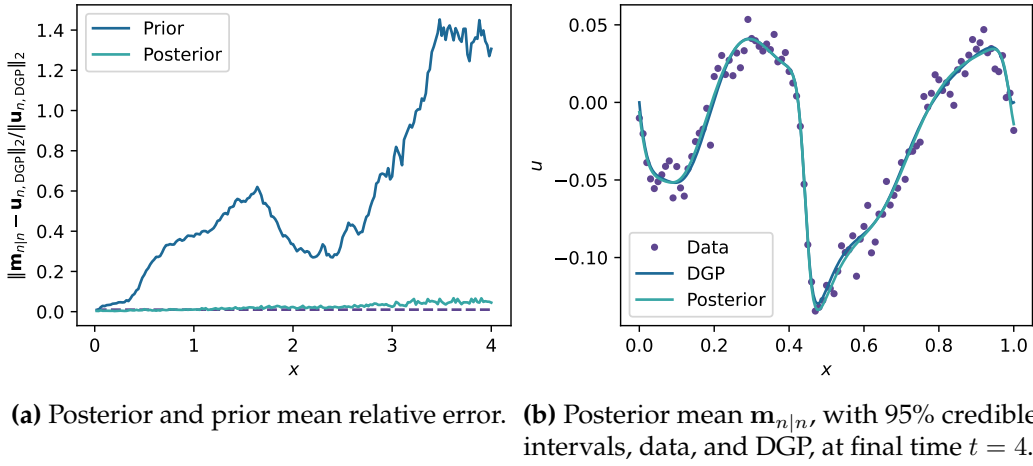 ‖m_{n|n} − u_{n, DGP}‖_2/‖u_{n, DGP}‖_2
1.4
1.2
1.0
0.8
0.6
0.4
0.2
0.0
Prior
Posterior
0 1 2 3 4
x
u
0.05
0.00
−0.05
−0.10
Data
DGP
Posterior
0.0 0.2 0.4 0.6 0.8 1.0
x
(a) Posterior and prior mean relative error.
(b) Posterior mean m_{n|n}, with 95% credible
intervals, data, and DGP, at final time t = 4.